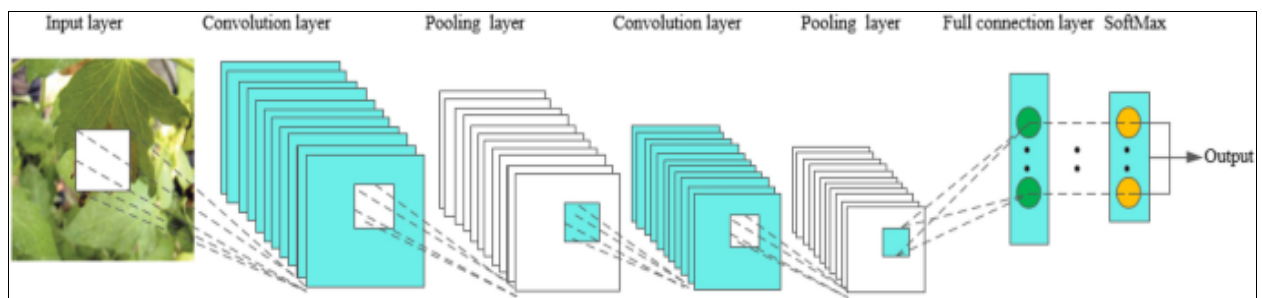 Input layer Convolution layer Pooling layer Convolution layer Pooling layer Full connection layer SoftMax
Output